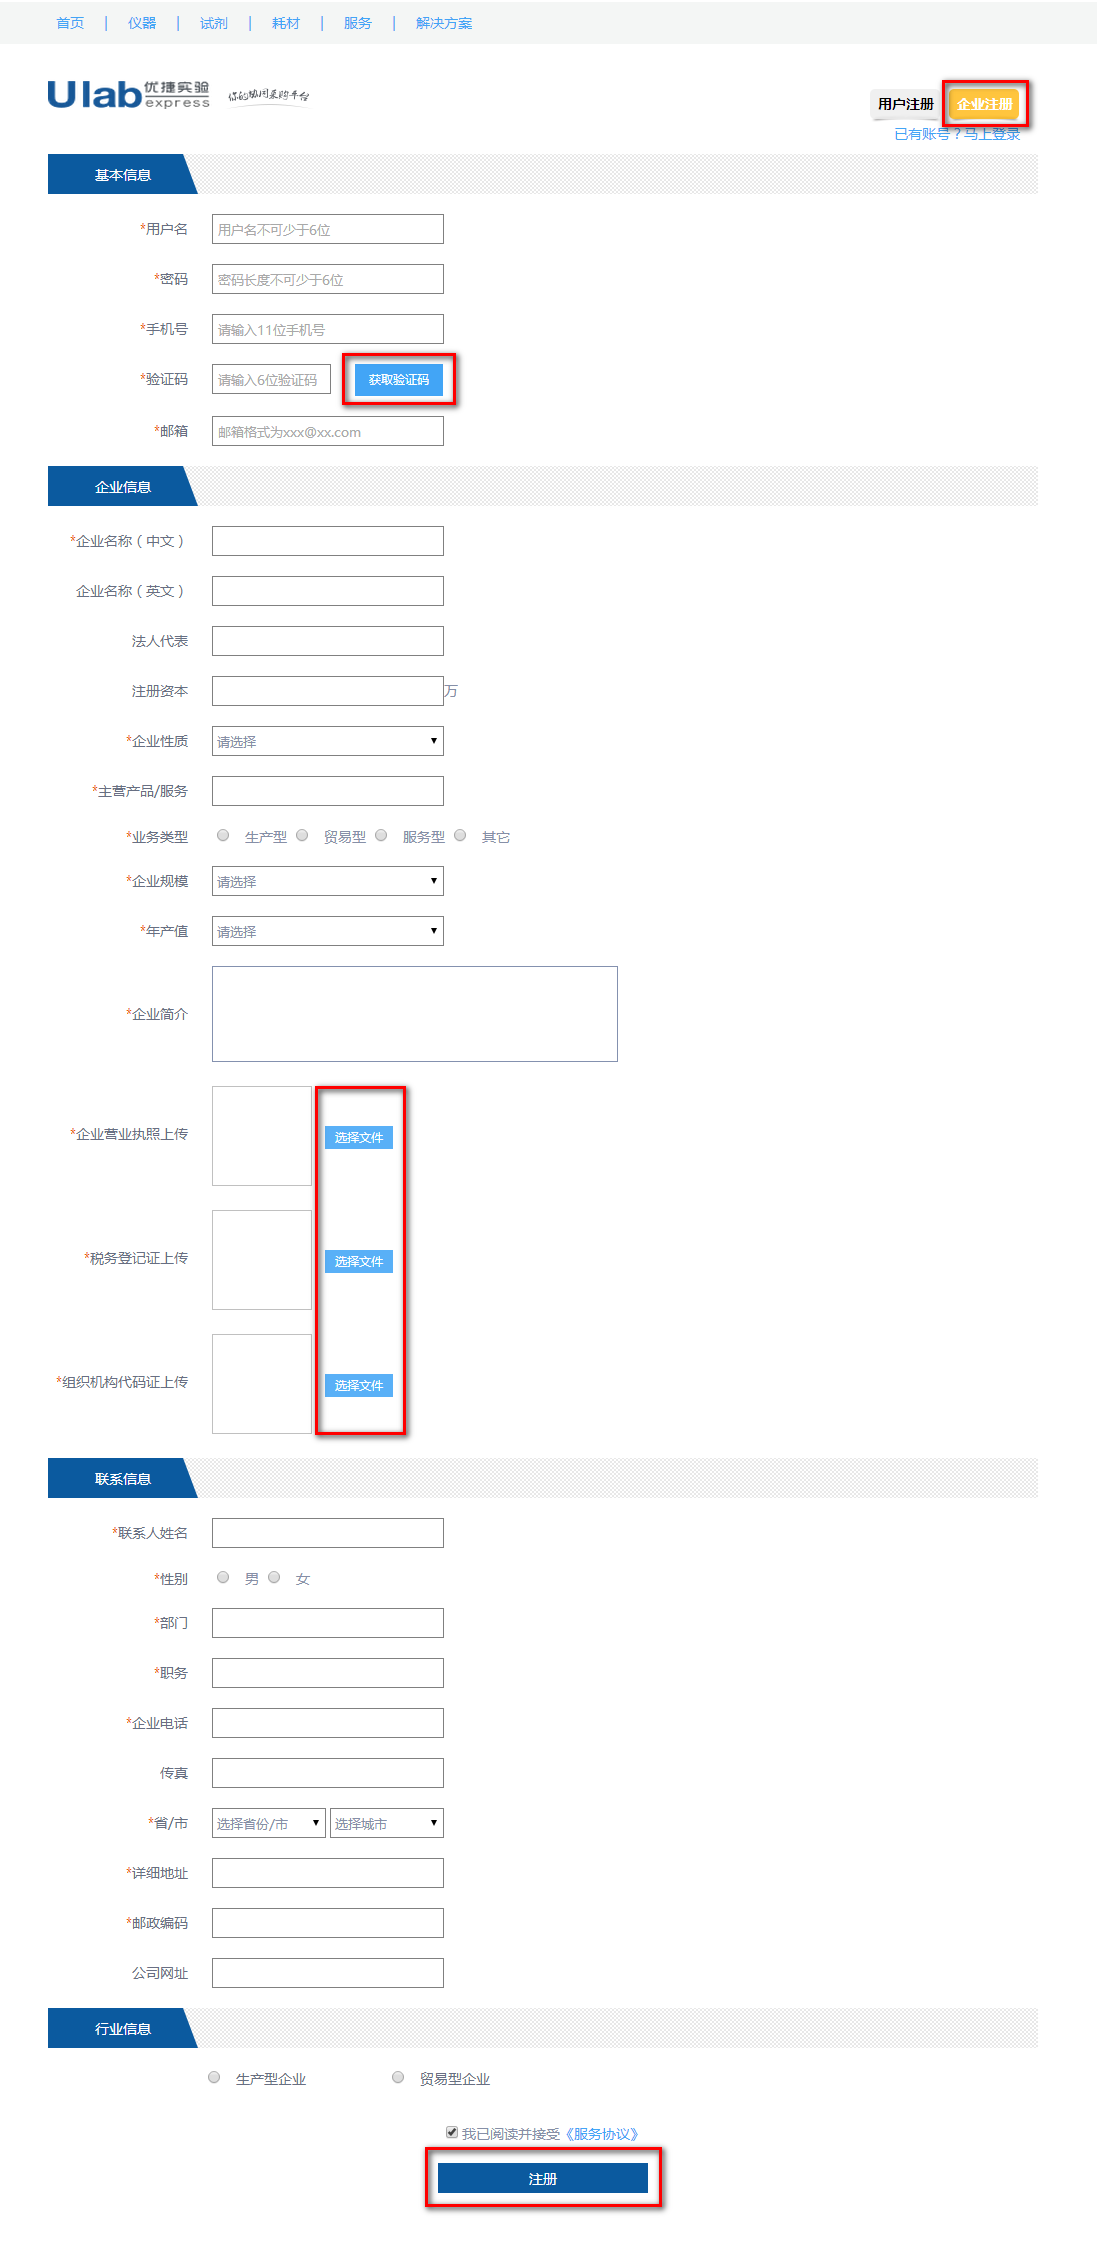 首页 | 仪器 | 试剂 | 耗材 | 服务 | 解决方案
Ulab 优捷实验 express 你的协同采购平台
用户注册 企业注册
已有账号？马上登录
基本信息
*用户名 用户名不可少于6位
*密码 密码长度不可少于6位
*手机号 请输入11位手机号
*验证码 请输入6位验证码 获取验证码
*邮箱 邮箱格式为xxx@xx.com
企业信息
*企业名称（中文）
企业名称（英文）
法人代表
注册资本 万
*企业性质 请选择
*主营产品/服务
*业务类型 生产型 贸易型 服务型 其它
*企业规模 请选择
*年产值 请选择
*企业简介
*企业营业执照上传 选择文件
*税务登记证上传 选择文件
*组织机构代码证上传 选择文件
联系信息
*联系人姓名
*性别 男 女
*部门
*职务
*企业电话
传真
*省/市 选择省份/市 选择城市
*详细地址
*邮政编码
公司网址
行业信息
生产型企业 贸易型企业
我已阅读并接受《服务协议》
注册